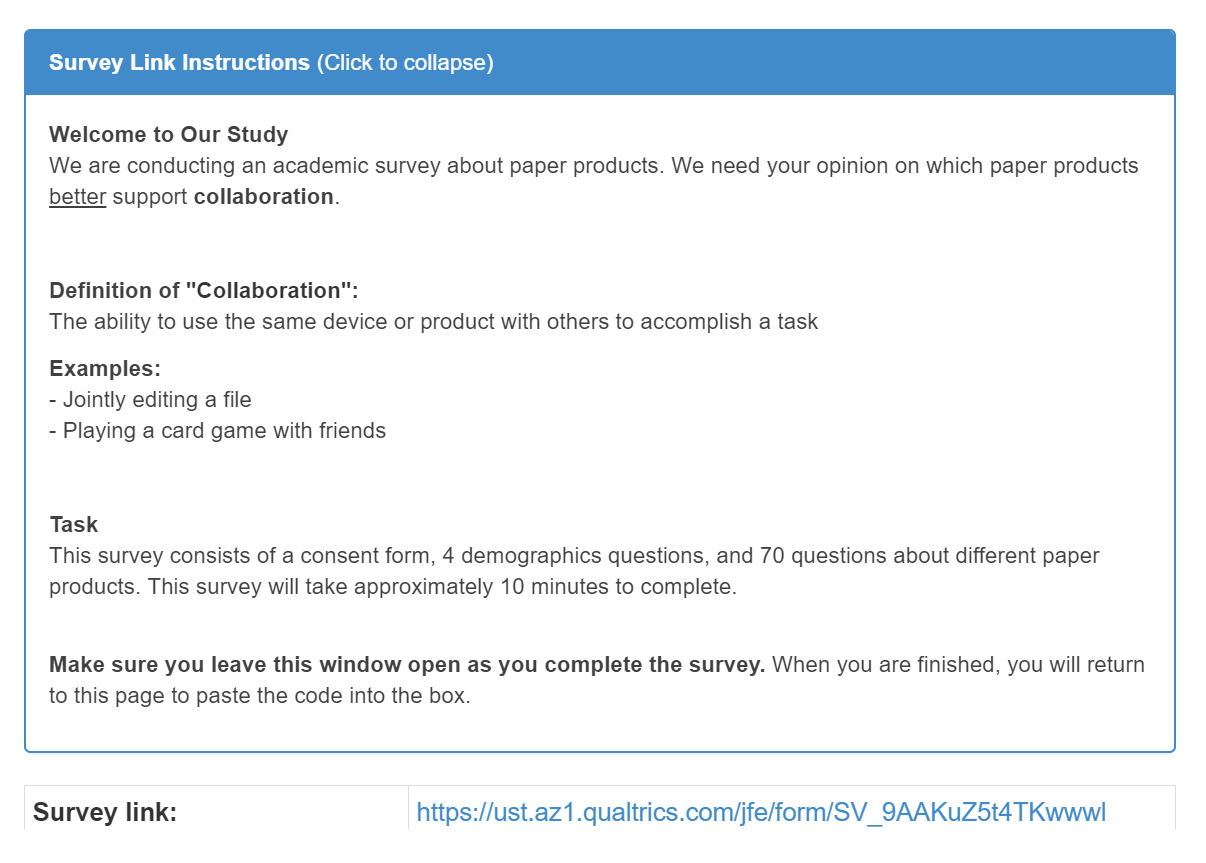 Survey Link Instructions (Click to collapse)
Welcome to Our Study
We are conducting an academic survey about paper products. We need your opinion on which paper products
better support collaboration.
Definition of "Collaboration":
The ability to use the same device or product with others to accomplish a task
Examples:
- Jointly editing a file
- Playing a card game with friends
Task
This survey consists of a consent form, 4 demographics questions, and 70 questions about different paper
products. This survey will take approximately 10 minutes to complete.
Make sure you leave this window open as you complete the survey. When you are finished, you will return
to this page to paste the code into the box.
Survey link: https://ust.az1.qualtrics.com/jfe/form/SV_9AAKuZ5t4TKwwwl